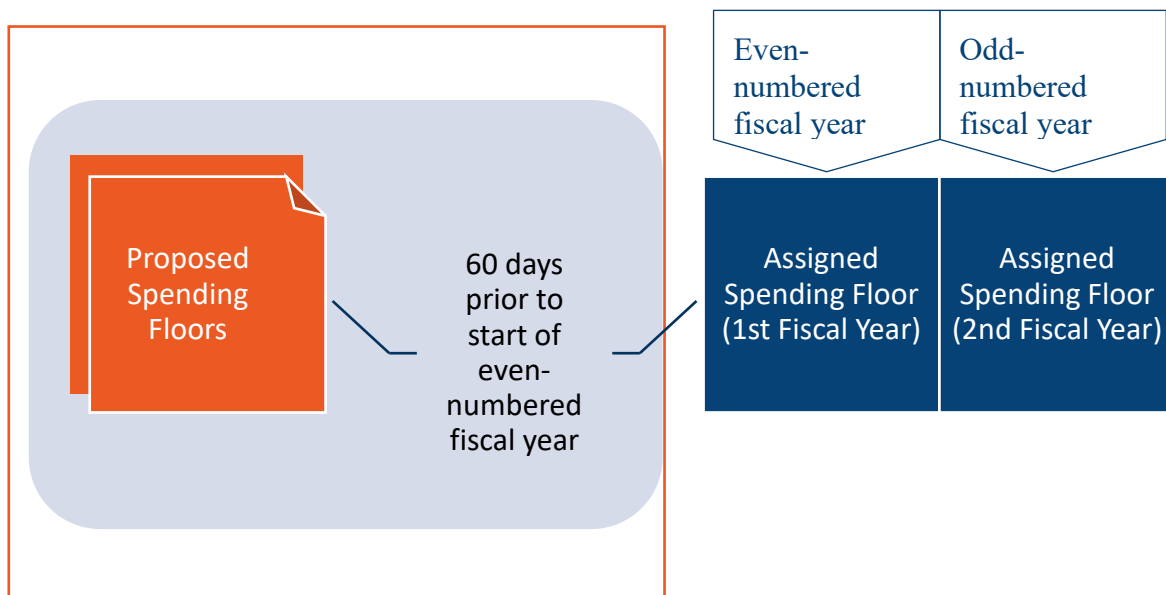 Even-
numbered
fiscal year
Odd-
numbered
fiscal year
Proposed
Spending
Floors
60 days
prior to
start of
even-
numbered
fiscal year
Assigned
Spending Floor
(1st Fiscal Year)
Assigned
Spending Floor
(2nd Fiscal Year)